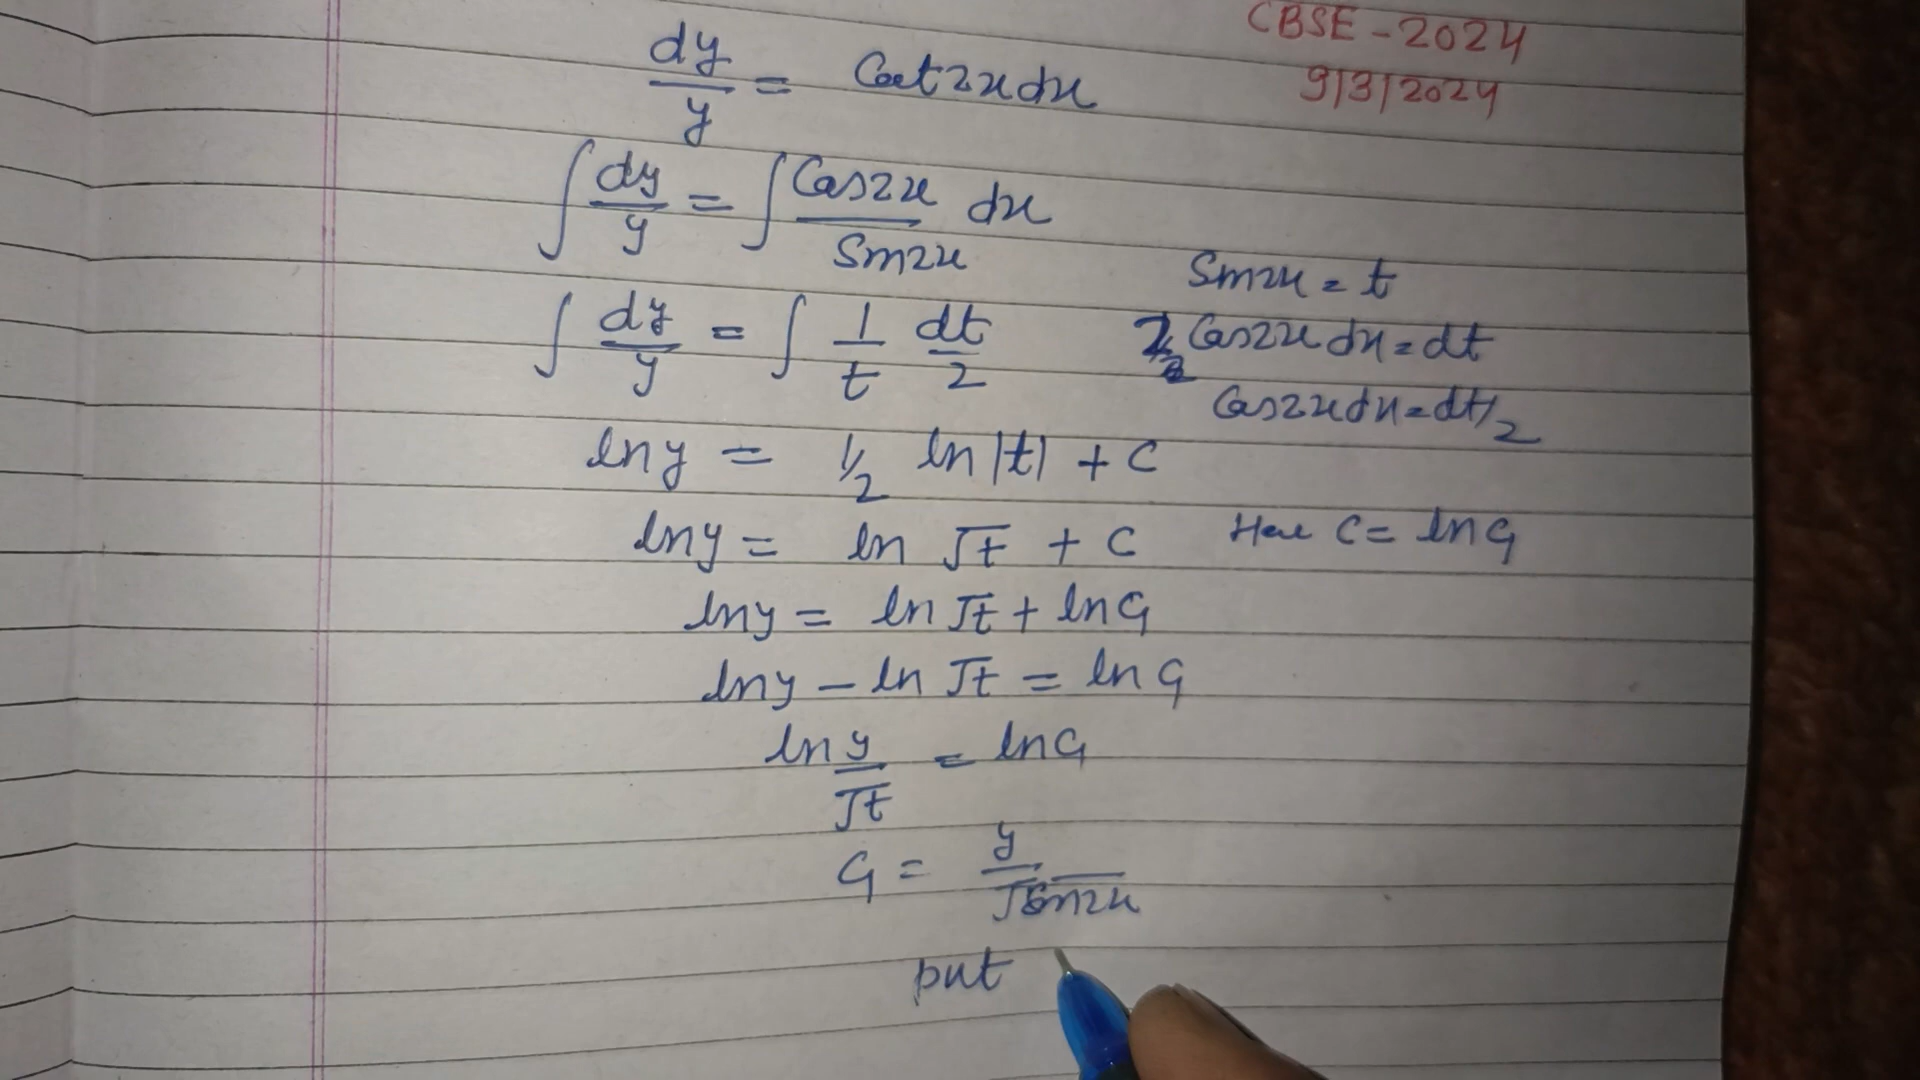 CBSE - 2024
9/3/2024
dy/y = Cot2x dx
∫ dy/y = ∫ Cos2x/Sin2x dx
Sin2x = t
∫ dy/y = ∫ 1/t dt/2
2 Cos2x dx = dt
Cos2x dx = dt/2
ln y = 1/2 ln |t| + C
ln y = ln √t + C
Here C = ln C₁
ln y = ln √t + ln C₁
ln y - ln √t = ln C₁
ln y/√t = ln C₁
C₁ = y/√Sin2x
put